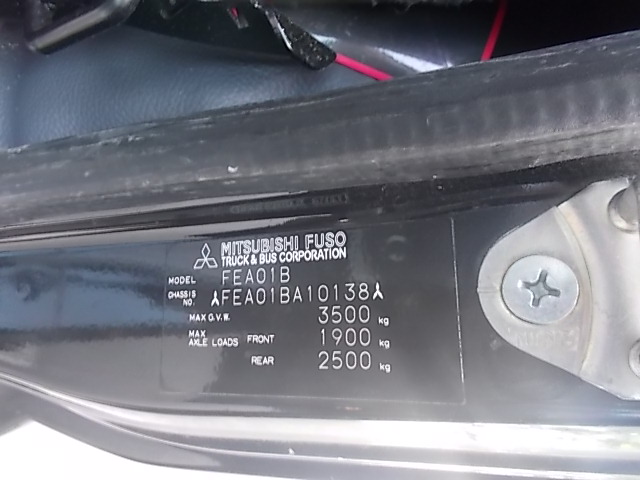 MITSUBISHI FUSO
TRUCK & BUS CORPORATION
MODEL FEA01B
CHASSIS NO. FEA01BA10138
MAX G.V.W. 3500 kg
MAX AXLE LOADS FRONT 1900 kg
REAR 2500 kg